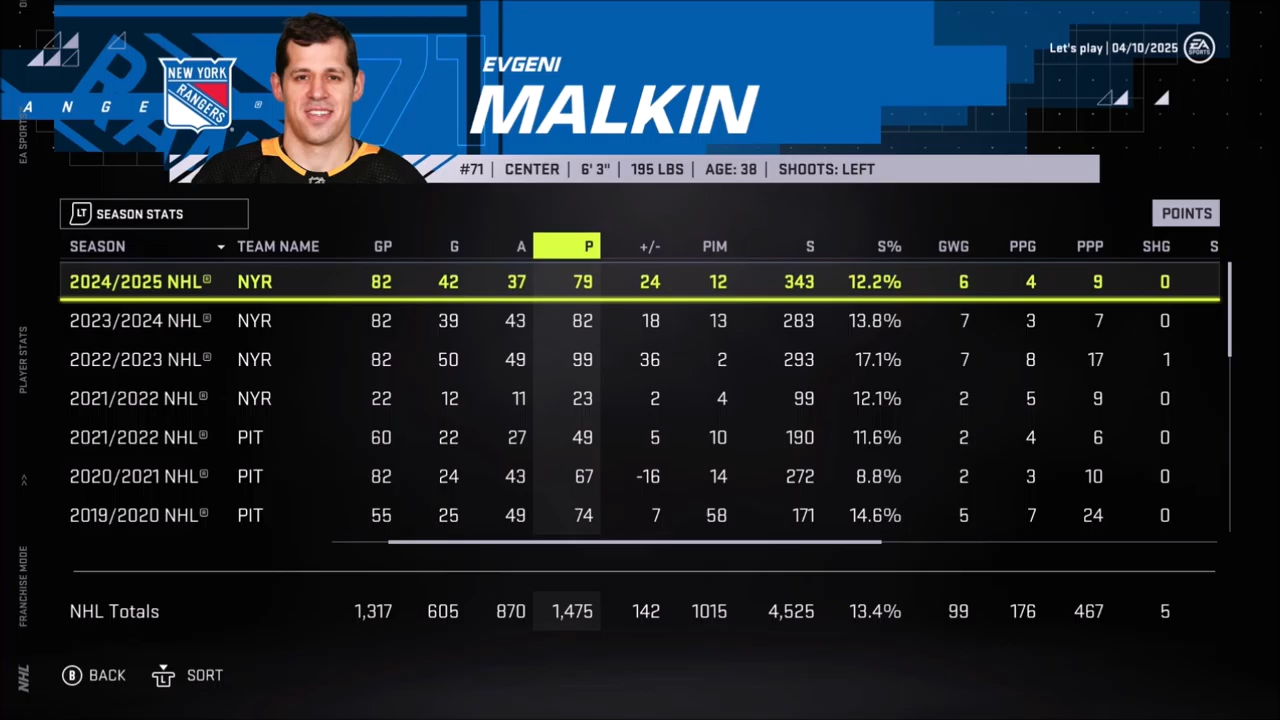 Let's play | 04/10/2025 EA SPORTS
EVGENI
MALKIN
NEW YORK
RANGERS
A N G E
71
#71 | CENTER | 6' 3" | 195 LBS | AGE: 38 | SHOOTS: LEFT
LT SEASON STATS
POINTS
SEASON TEAM NAME GP G A P +/- PIM S S% GWG PPG PPP SHG S
2024/2025 NHL® NYR 82 42 37 79 24 12 343 12.2% 6 4 9 0
2023/2024 NHL® NYR 82 39 43 82 18 13 283 13.8% 7 3 7 0
2022/2023 NHL® NYR 82 50 49 99 36 2 293 17.1% 7 8 17 1
2021/2022 NHL® NYR 22 12 11 23 2 4 99 12.1% 2 5 9 0
2021/2022 NHL® PIT 60 22 27 49 5 10 190 11.6% 2 4 6 0
2020/2021 NHL® PIT 82 24 43 67 -16 14 272 8.8% 2 3 10 0
2019/2020 NHL® PIT 55 25 49 74 7 58 171 14.6% 5 7 24 0
NHL Totals 1,317 605 870 1,475 142 1015 4,525 13.4% 99 176 467 5
B BACK L SORT
NHL FRANCHISE MODE >> PLAYER STATS EA SPORTS